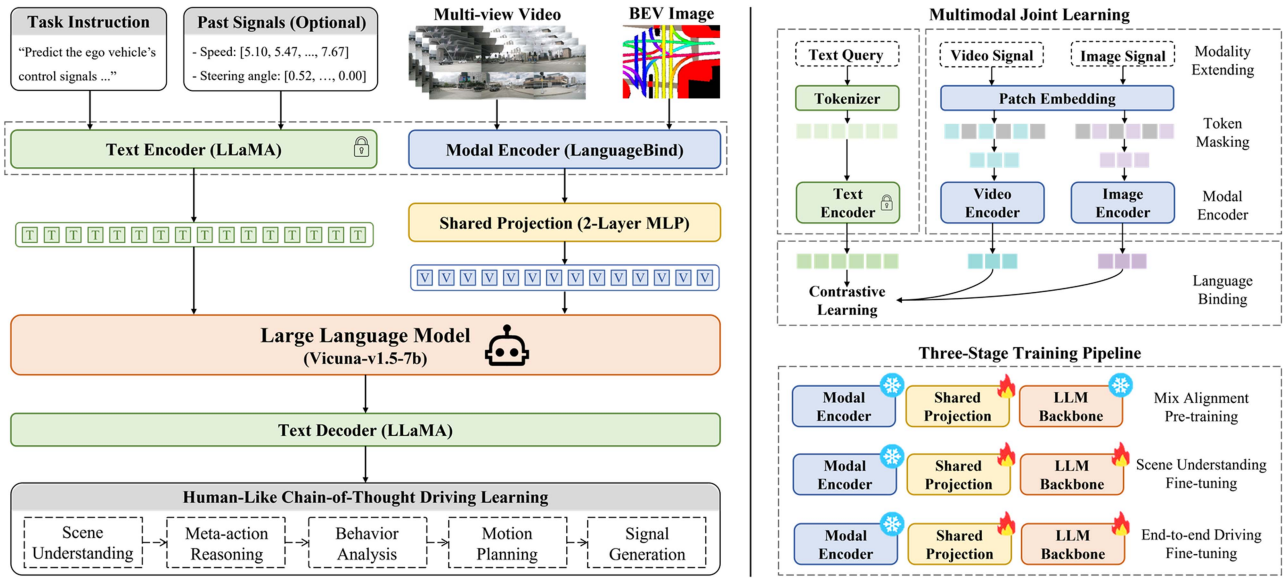 Task Instruction
“Predict the ego vehicle’s
control signals ...”
Past Signals (Optional)
- Speed: [5.10, 5.47, ..., 7.67]
- Steering angle: [0.52, …, 0.00]
Multi-view Video
BEV Image
Text Encoder (LLaMA)
Modal Encoder (LanguageBind)
Shared Projection (2-Layer MLP)
T T T T T T T T T T T T T T T T
V V V V V V V V V V V V V
Large Language Model
(Vicuna-v1.5-7b)
Text Decoder (LLaMA)
Human-Like Chain-of-Thought Driving Learning
Scene
Understanding
Meta-action
Reasoning
Behavior
Analysis
Motion
Planning
Signal
Generation
Multimodal Joint Learning
Text Query
Video Signal
Image Signal
Modality
Extending
Tokenizer
Patch Embedding
Token
Masking
Text
Encoder
Video
Encoder
Image
Encoder
Modal
Encoder
Contrastive
Learning
Language
Binding
Three-Stage Training Pipeline
Modal
Encoder
Shared
Projection
LLM
Backbone
Mix Alignment
Pre-training
Modal
Encoder
Shared
Projection
LLM
Backbone
Scene Understanding
Fine-tuning
Modal
Encoder
Shared
Projection
LLM
Backbone
End-to-end Driving
Fine-tuning